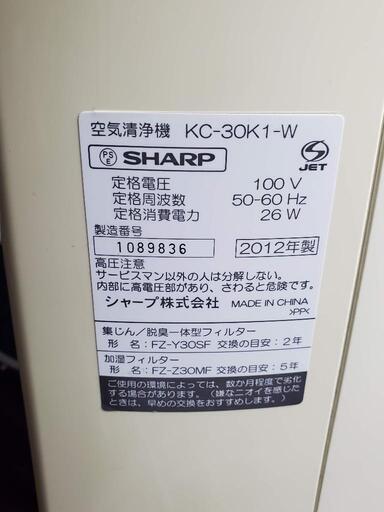 空気清浄機 KC-30K1-W
PSE SHARP
JET
定格電圧 100 V
定格周波数 50-60 Hz
定格消費電力 26 W
製造番号
1089836 2012年製
高圧注意
サービスマン以外の人は分解しない。
内部に高電圧部があり、さわると危険です。
シャープ株式会社 MADE IN CHINA
>PP<
集じん/脱臭一体型フィルター
形 名:FZ-Y30SF 交換の目安:2年
加湿フィルター
形 名:FZ-Z30MF 交換の目安:5年
ご使用の環境によっては、数か月程度で劣化
する場合があります。(嫌なニオイを感じた
ときは、早めの交換をおすすめします。)